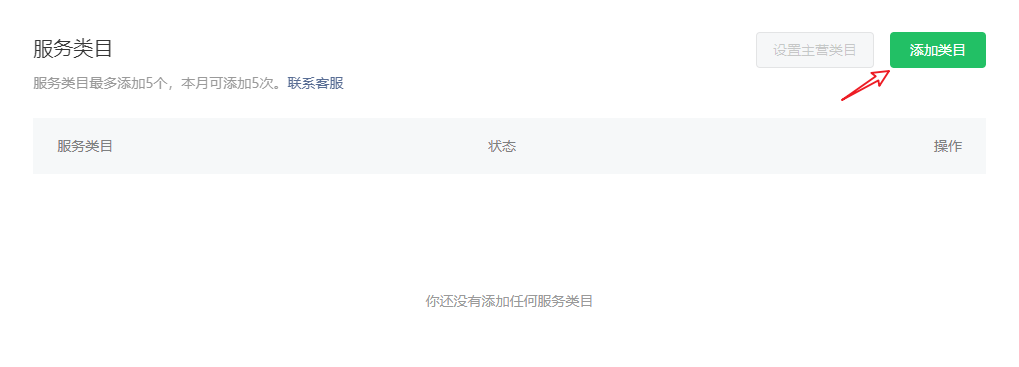 服务类目
设置主营类目
添加类目
服务类目最多添加5个，本月可添加5次。联系客服
服务类目
状态
操作
你还没有添加任何服务类目